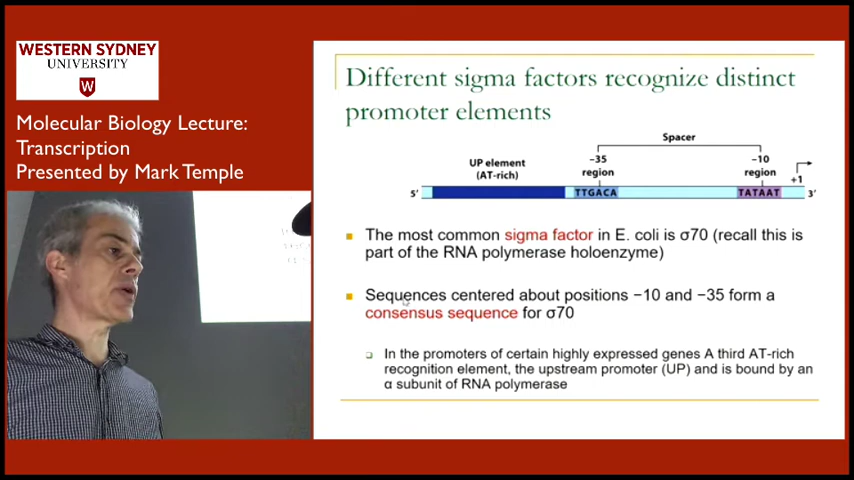 WESTERN SYDNEY
UNIVERSITY
W
Molecular Biology Lecture:
Transcription
Presented by Mark Temple
Different sigma factors recognize distinct
promoter elements
Spacer
UP element
(AT-rich)
−35
region
−10
region
+1
5′
TTGACA
TATAAT
3′
The most common sigma factor in E. coli is σ70 (recall this is
part of the RNA polymerase holoenzyme)
Sequences centered about positions −10 and −35 form a
consensus sequence for σ70
In the promoters of certain highly expressed genes A third AT-rich
recognition element, the upstream promoter (UP) and is bound by an
α subunit of RNA polymerase